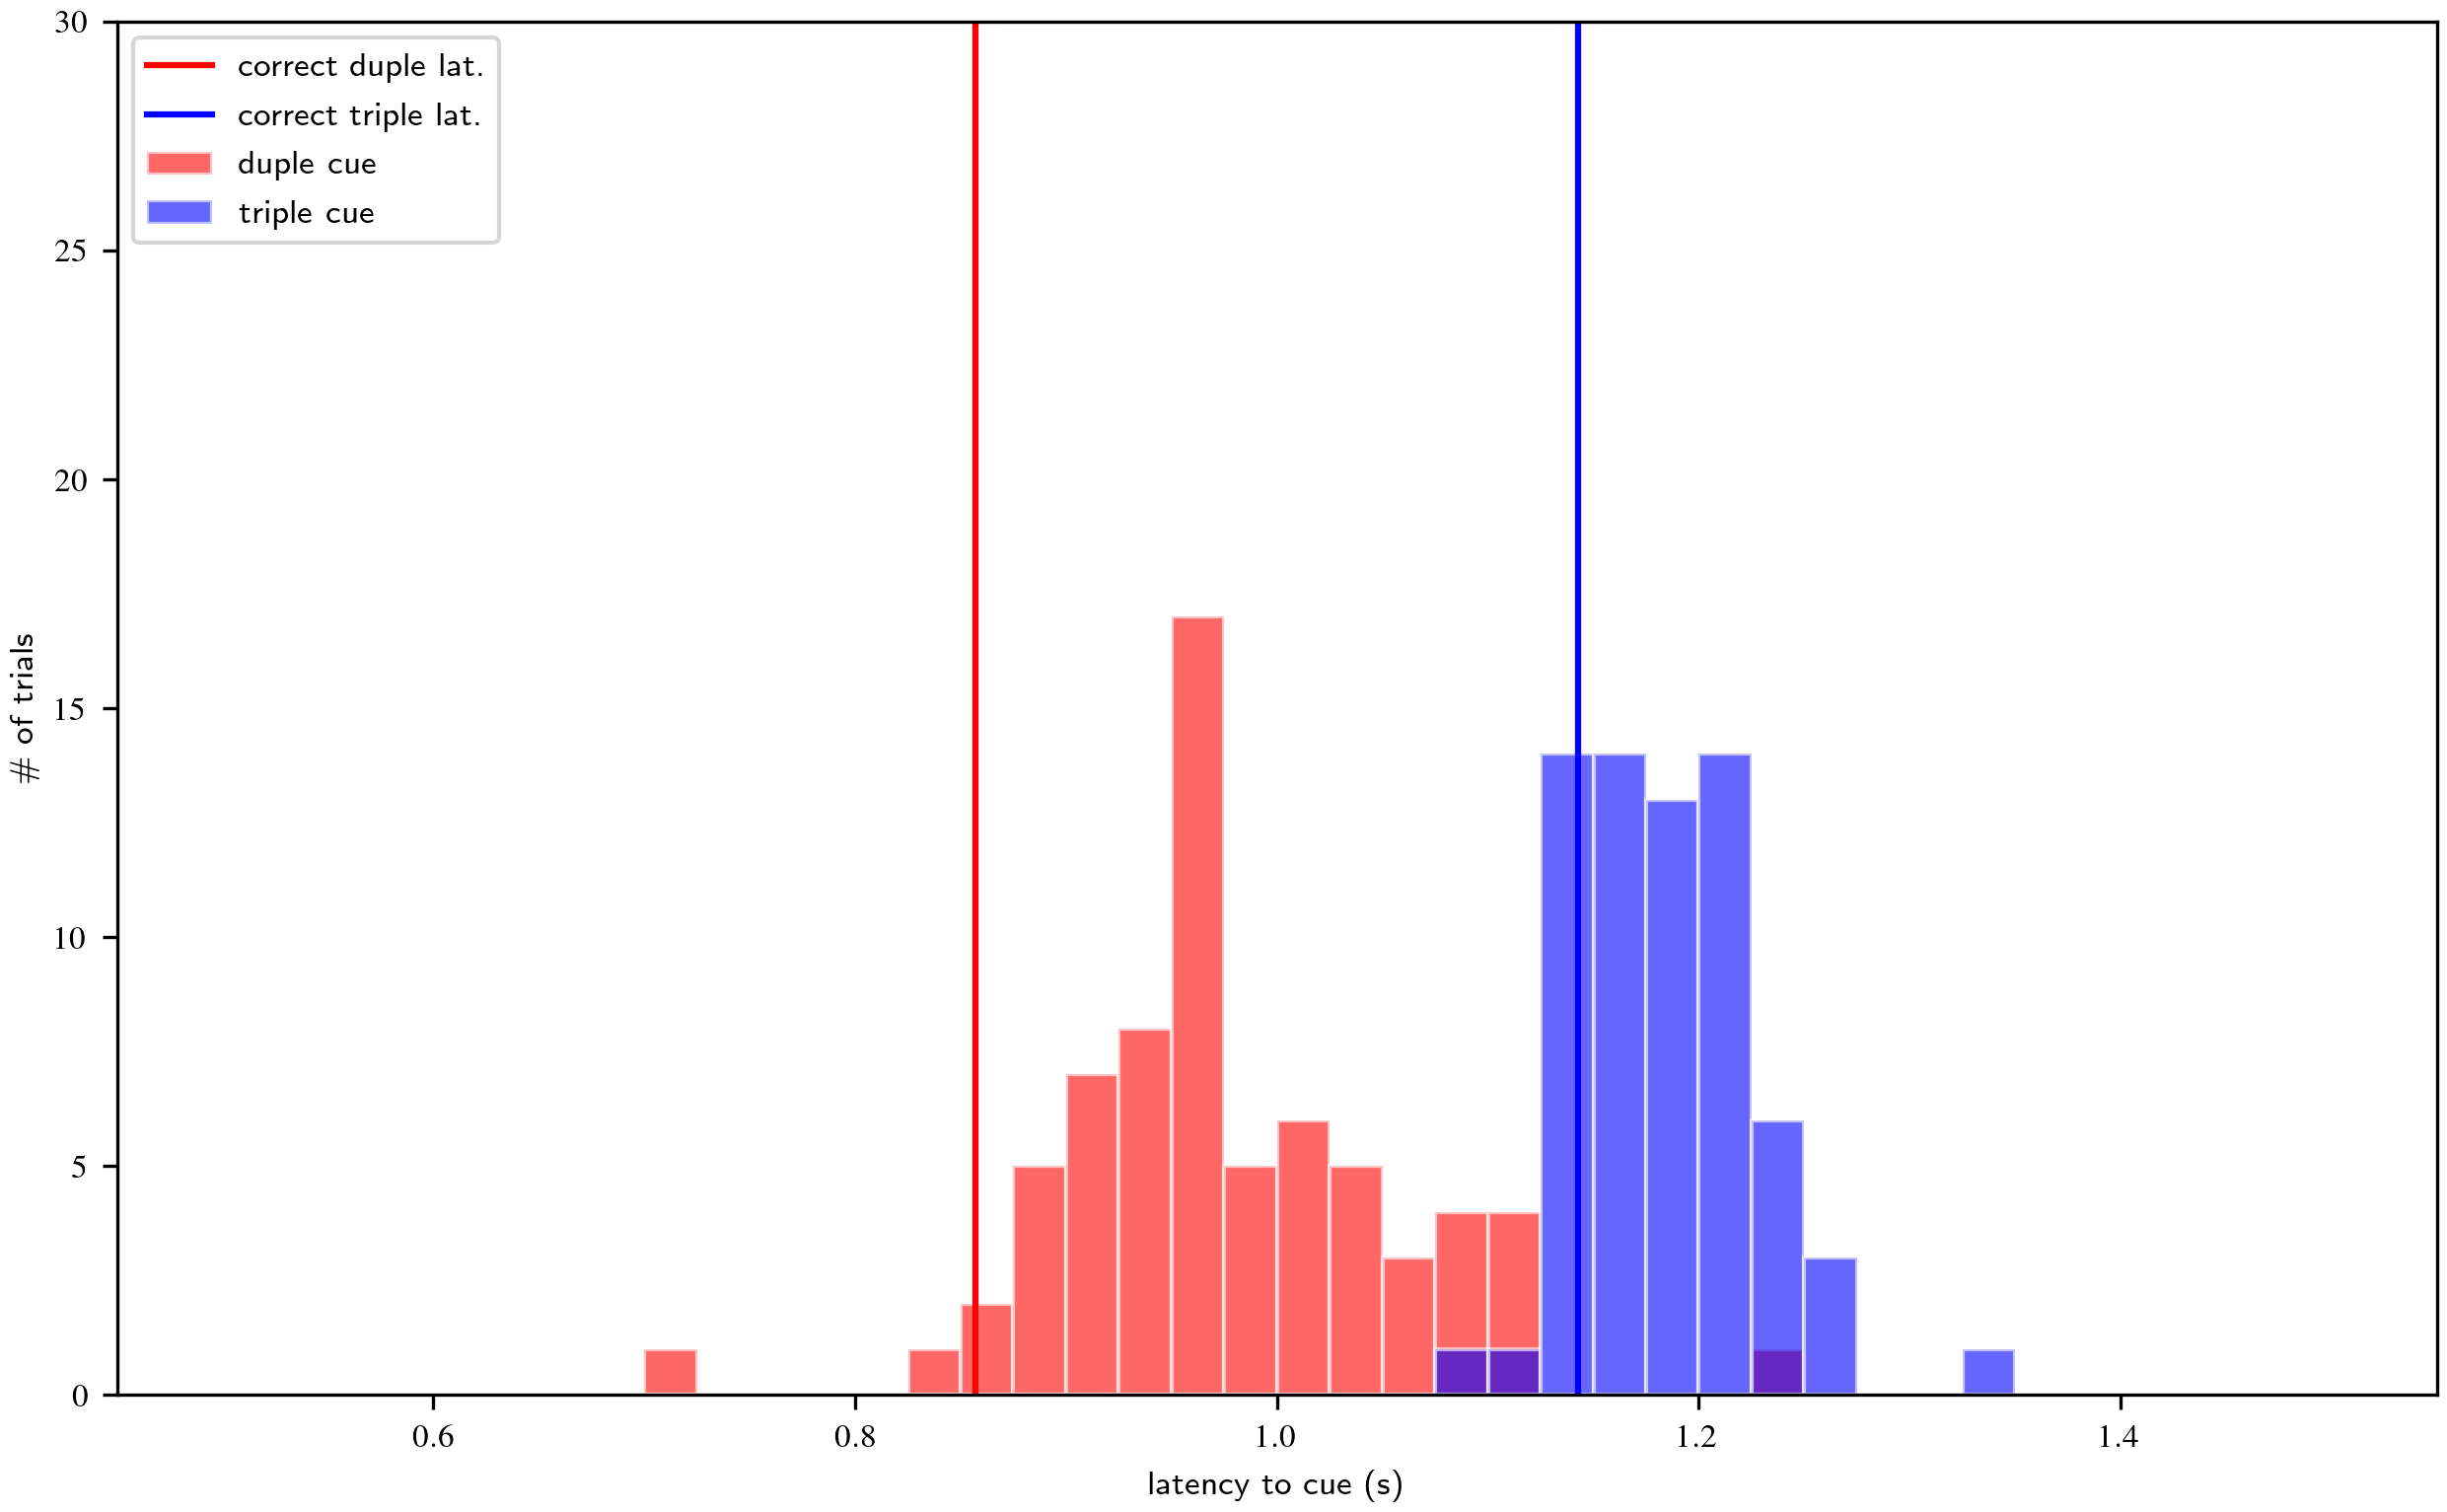 30
25
20
15
10
5
0
# of trials
correct duple lat.
correct triple lat.
duple cue
triple cue
0.6 0.8 1.0 1.2 1.4
latency to cue (s)